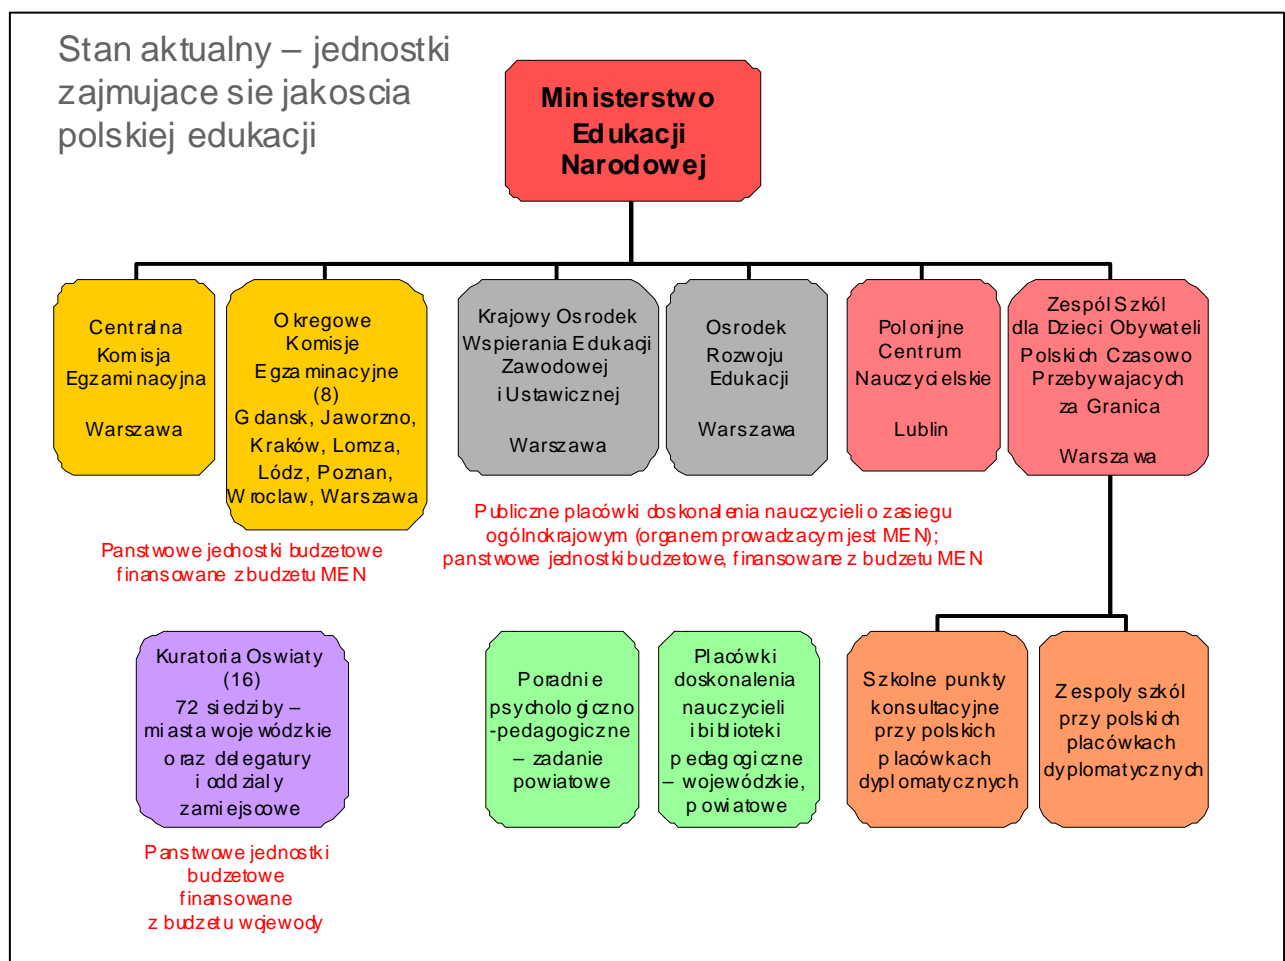 Stan aktualny – jednostki
zajmujace sie jakoscia
polskiej edukacji
Ministerstwo
Edukacji
Narodowej
Centralna
Komisja
Egzaminacyjna
Warszawa
Okregowe
Komisje
Egzaminacyjne
(8)
Gdansk, Jaworzno,
Kraków, Lomza,
Lódz, Poznan,
Wroclaw, Warszawa
Krajowy Osrodek
Wspierania Edukacji
Zawodowej
i Ustawicznej
Warszawa
Osrodek
Rozwoju
Edukacji
Warszawa
Polonijne
Centrum
Nauczycielskie
Lublin
Zespól Szkól
dla Dzieci Obywateli
Polskich Czasowo
Przebywajacych
za Granica
Warszawa
Panstwowe jednostki budzetowe
finansowane z budzetu MEN
Publiczne placówki doskonalenia nauczycieli o zasiegu
ogólnokrajowym (organem prowadzacym jest MEN);
panstwowe jednostki budzetowe, finansowane z budzetu MEN
Kuratoria Oswiaty
(16)
72 siedziby –
miasta wojewódzkie
oraz delegatury
i oddzialy
zamiejscowe
Poradnie
psychologiczno
-pedagogiczne
– zadanie
powiatowe
Placówki
doskonalenia
nauczycieli
i biblioteki
pedagogiczne
– wojewódzkie,
powiatowe
Szkolne punkty
konsultacyjne
przy polskich
placówkach
dyplomatycznych
Zespoly szkól
przy polskich
placówkach
dyplomatycznych
Panstwowe jednostki
budzetowe
finansowane
z budzetu wojewody